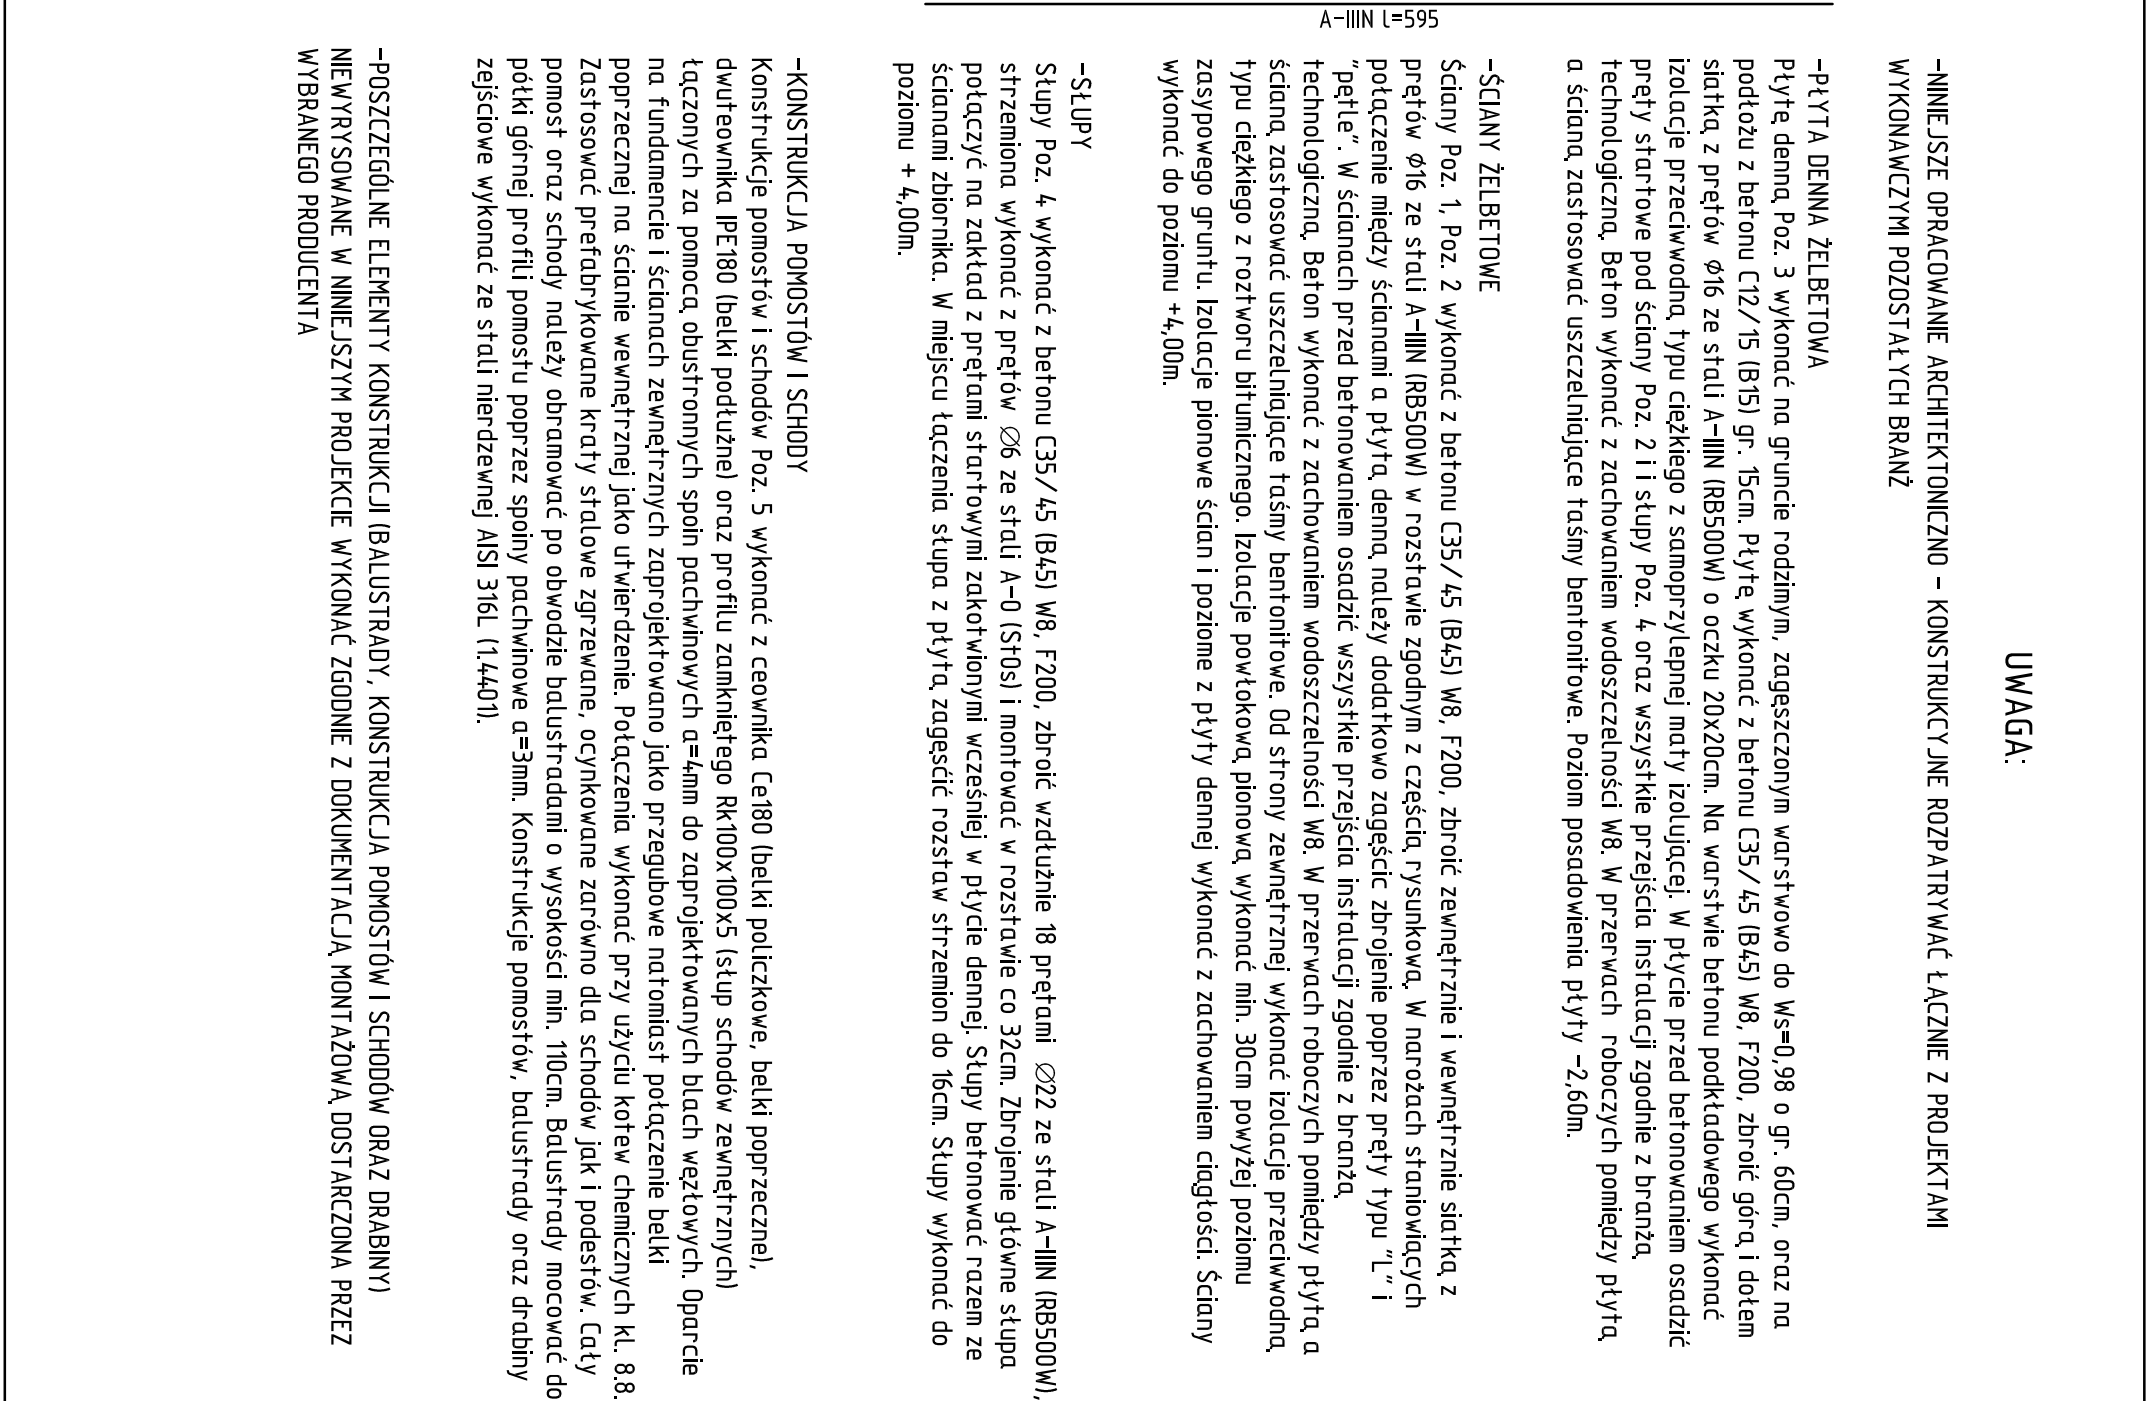 A-IIIN l=595
UWAGA:
-NINIEJSZE OPRACOWANIE ARCHITEKTONICZNO - KONSTRUKCYJNE ROZPATRYWAĆ ŁĄCZNIE Z PROJEKTAMI
WYKONAWCZYMI POZOSTAŁYCH BRANŻ
-PŁYTA DENNA ŻELBETOWA
Płytę denną Poz. 3 wykonać na gruncie rodzimym, zagęszczonym warstwowo do Ws=0,98 o gr. 60cm, oraz na
podłożu z betonu C12/15 (B15) gr. 15cm. Płytę wykonać z betonu C35/45 (B45) W8, F200, zbroić górą i dołem
siatką z prętów ϕ16 ze stali A-IIIN (RB500W) o oczku 20x20cm. Na warstwie betonu podkładowego wykonać
izolacje przeciwwodną typu ciężkiego z samoprzylepnej maty izolującej. W płycie przed betonowaniem osadzić
pręty startowe pod ściany Poz. 2 i i słupy Poz. 4 oraz wszystkie przejścia instalacji zgodnie z branżą
technologiczną. Beton wykonać z zachowaniem wodoszczelności W8. W przerwach  roboczych pomiędzy płytą
a ścianą zastosować uszczelniające taśmy bentonitowe. Poziom posadowienia płyty -2,60m.
-ŚCIANY ŻELBETOWE
Ściany Poz. 1, Poz. 2 wykonać z betonu C35/45 (B45) W8, F200, zbroić zewnętrznie i wewnętrznie siatką z
prętów ϕ16 ze stali A-IIIN (RB500W) w rozstawie zgodnym z częścią rysunkową. W narożach staniowiących
połączenie między ścianami a płytą denną należy dodatkowo zagęścic zbrojenie poprzez pręty typu "L" i
"pętle". W ścianach przed betonowaniem osadzić wszystkie przejścia instalacji zgodnie z branżą
technologiczną. Beton wykonać z zachowaniem wodoszczelności W8. W przerwach roboczych pomiędzy płytą a
ścianą zastosować uszczelniające taśmy bentonitowe. Od strony zewnętrznej wykonać izolacje przeciwwodną
typu ciężkiego z roztworu bitumicznego. Izolacje powłokową pionową wykonać min. 30cm powyżej poziomu
zasypowego gruntu. Izolacje pionowe ścian i poziome z płyty dennej wykonać z zachowaniem ciągłości. Ściany
wykonać do poziomu +4,00m.
-SŁUPY
Słupy Poz. 4 wykonać z betonu C35/45 (B45) W8, F200, zbroić wzdłużnie 18 prętami  ∅22 ze stali A-IIIN (RB500W),
strzemiona wykonać z prętów ∅6 ze stali A-0 (St0s) i montować w rozstawie co 32cm. Zbrojenie główne słupa
połączyć na zakład z prętami startowymi zakotwionymi wcześniej w płycie dennej. Słupy betonować razem ze
ścianami zbiornika. W miejscu łączenia słupa z płytą zagęśćić rozstaw strzemion do 16cm. Słupy wykonać do
poziomu + 4,00m.
-KONSTRUKCJA POMOSTÓW I SCHODY
Konstrukcje pomostów i schodów Poz. 5 wykonać z ceownika Ce180 (belki policzkowe, belki poprzeczne),
dwuteownika IPE180 (belki podłużne) oraz profilu zamkniętego Rk100x100x5 (słup schodów zewnętrznych)
łączonych za pomocą obustronnych spoin pachwinowych a=4mm do zaprojektowanych blach węzłowych. Oparcie
na fundamencie i ścianach zewnętrznych zaprojektowano jako przegubowe natomiast połączenie belki
poprzecznej na ścianie wewnętrznej jako utwierdzenie. Połączenia wykonać przy użyciu kotew chemicznych kl. 8.8.
Zastosować prefabrykowane kraty stalowe zgrzewane, ocynkowane zarówno dla schodów jak i podestów. Cały
pomost oraz schody należy obramować po obwodzie balustradami o wysokości min. 110cm. Balustrady mocować do
półki górnej profili pomostu poprzez spoiny pachwinowe a=3mm. Konstrukcje pomostów, balustrady oraz drabiny
zejściowe wykonać ze stali nierdzewnej AISI 316L (1.4401).
-POSZCZEGÓLNE ELEMENTY KONSTRUKCJI (BALUSTRADY, KONSTRUKCJA POMOSTÓW I SCHODÓW ORAZ DRABINY)
NIEWYRYSOWANE W NINIEJSZYM PROJEKCIE WYKONAĆ ZGODNIE Z DOKUMENTACJĄ MONTAŻOWĄ DOSTARCZONA PRZEZ
WYBRANEGO PRODUCENTA